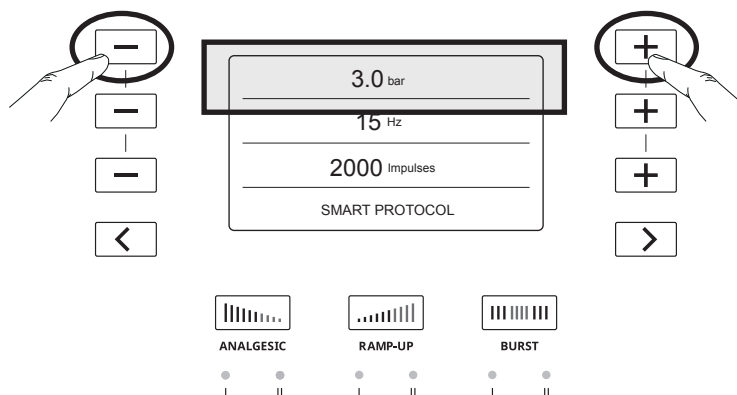 3.0 bar
15 Hz
2000 Impulses
SMART PROTOCOL
ANALGESIC RAMP-UP BURST
I II I II I II